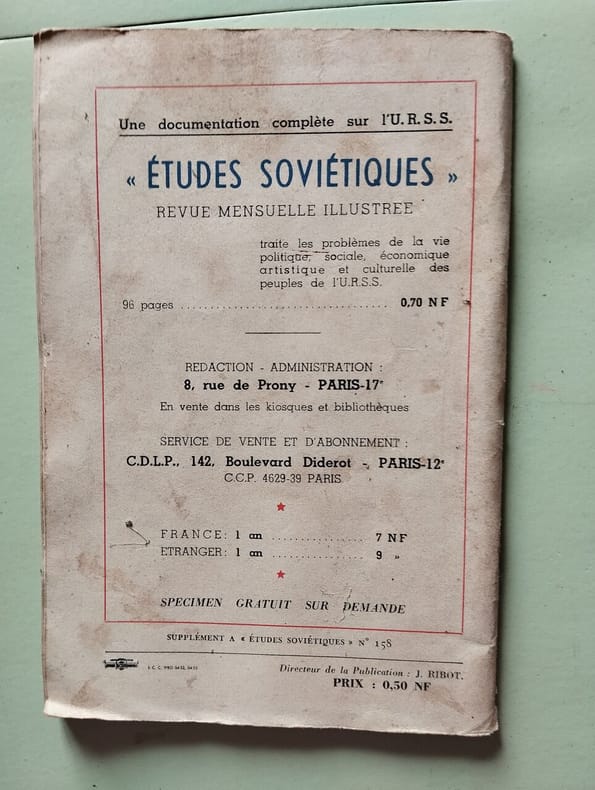 Une documentation complète sur l'U.R.S.S.
« ÉTUDES SOVIÉTIQUES »
REVUE MENSUELLE ILLUSTREE
traite les problèmes de la vie
politique, sociale, économique
artistique et culturelle des
peuples de l'U.R.S.S.
96 pages .................................. 0,70 NF
REDACTION - ADMINISTRATION :
8, rue de Prony - PARIS-17e
En vente dans les kiosques et bibliothèques
SERVICE DE VENTE ET D'ABONNEMENT :
C.D.L.P., 142, Boulevard Diderot -, PARIS-12e
C.C.P. 4629-39 PARIS
FRANCE: 1 an ............... 7 NF
ETRANGER: 1 an ............... 9 »
SPECIMEN GRATUIT SUR DEMANDE
SUPPLÉMENT A « ÉTUDES SOVIÉTIQUES » N° 158
Directeur de la Publication : J. RIBOT.
PRIX : 0,50 NF